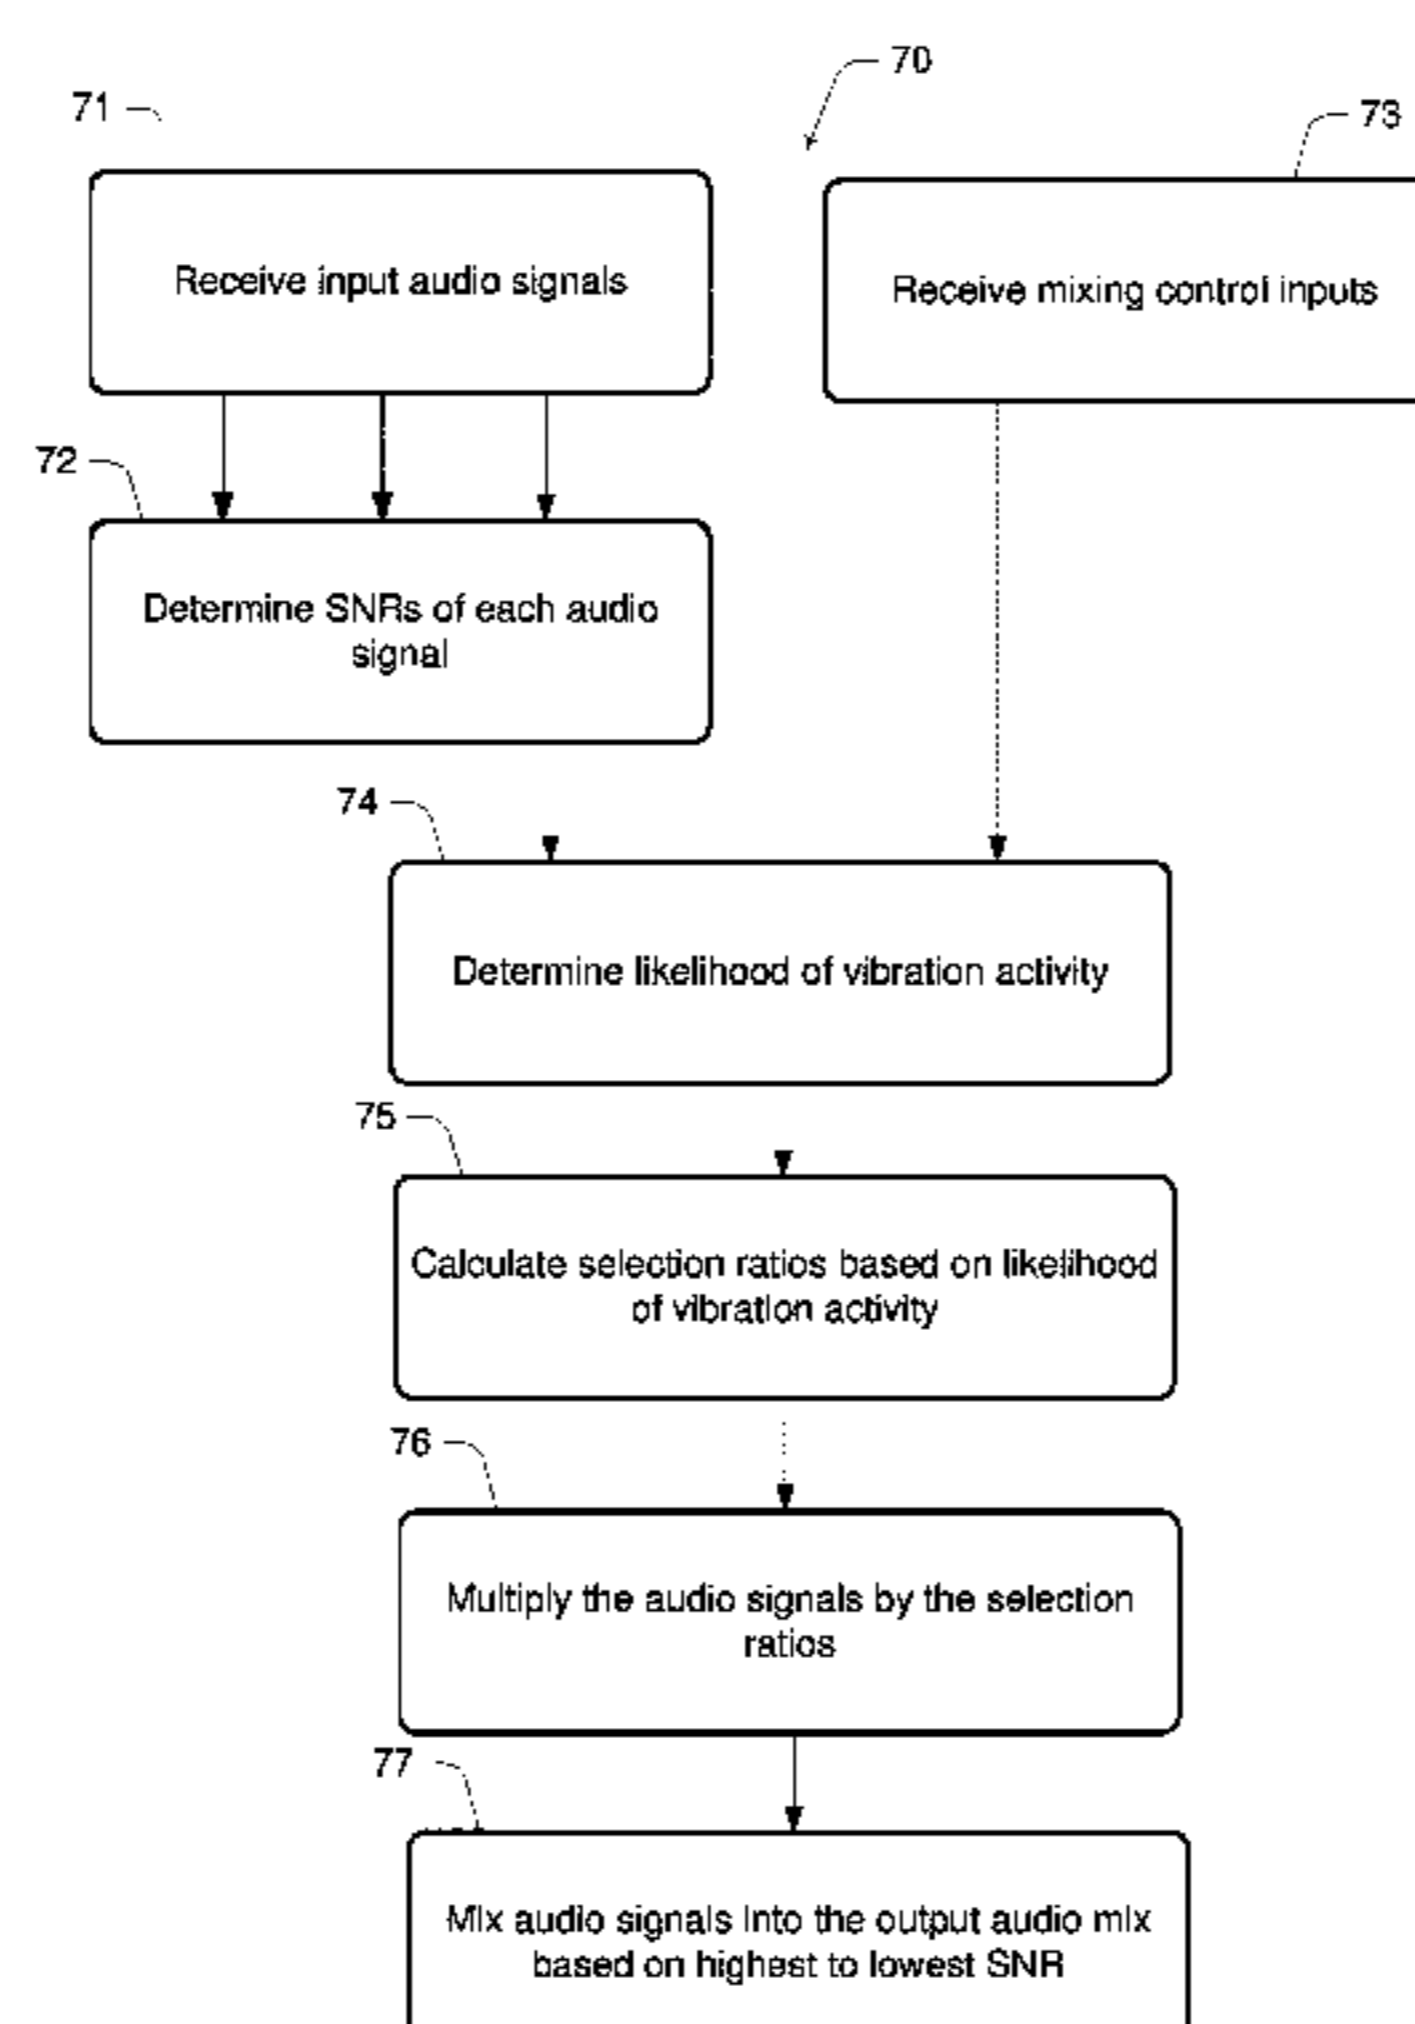 70
71
73
Receive input audio signals
Receive mixing control inputs
72
Determine SNRs of each audio
signal
74
Determine likelihood of vibration activity
75
Calculate selection ratios based on likelihood
of vibration activity
76
Multiply the audio signals by the selection
ratios
77
Mix audio signals into the output audio mix
based on highest to lowest SNR